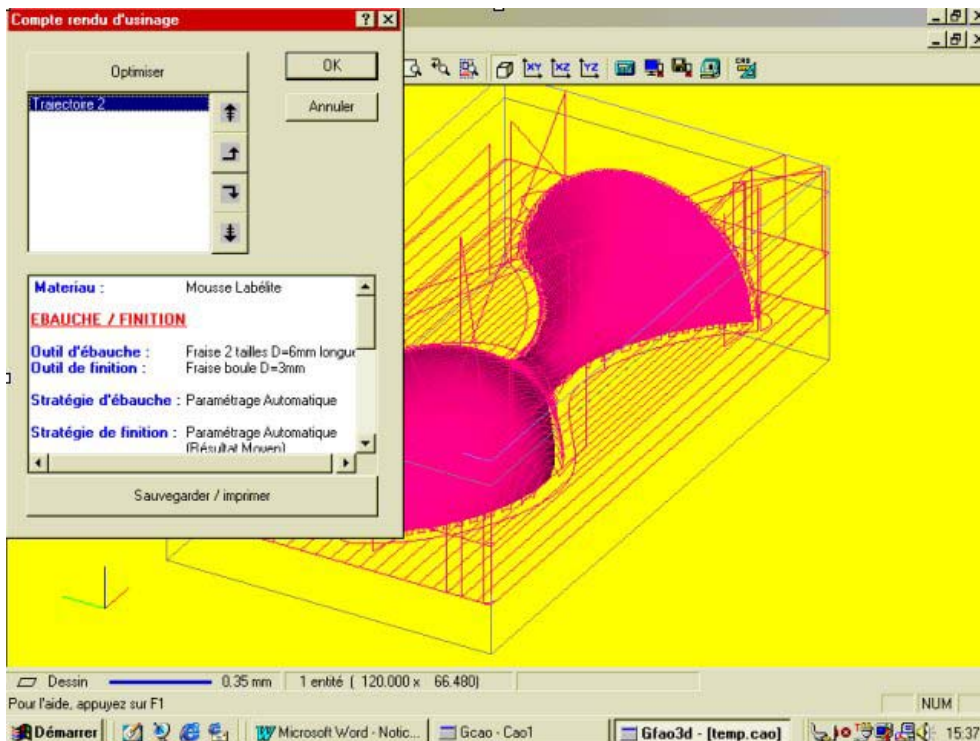 Compte rendu d'usinage
Optimiser
OK
Annuler
Trajectoire 2
XY XZ YZ
Materiau : Mousse Labélite
EBAUCHE / FINITION
Outil d'ébauche : Fraise 2 tailles D=6mm longue
Outil de finition : Fraise boule D=3mm
Stratégie d'ébauche : Paramétrage Automatique
Stratégie de finition : Paramétrage Automatique
(Résultat Moyen)
Sauvegarder / imprimer
Dessin 0.35 mm 1 entité ( 120.000 x 66.480)
Pour l'aide, appuyez sur F1 NUM
Démarrer Microsoft Word - Notic... Gcao - Cao1 Gfao3d - [temp.cao] 15:37